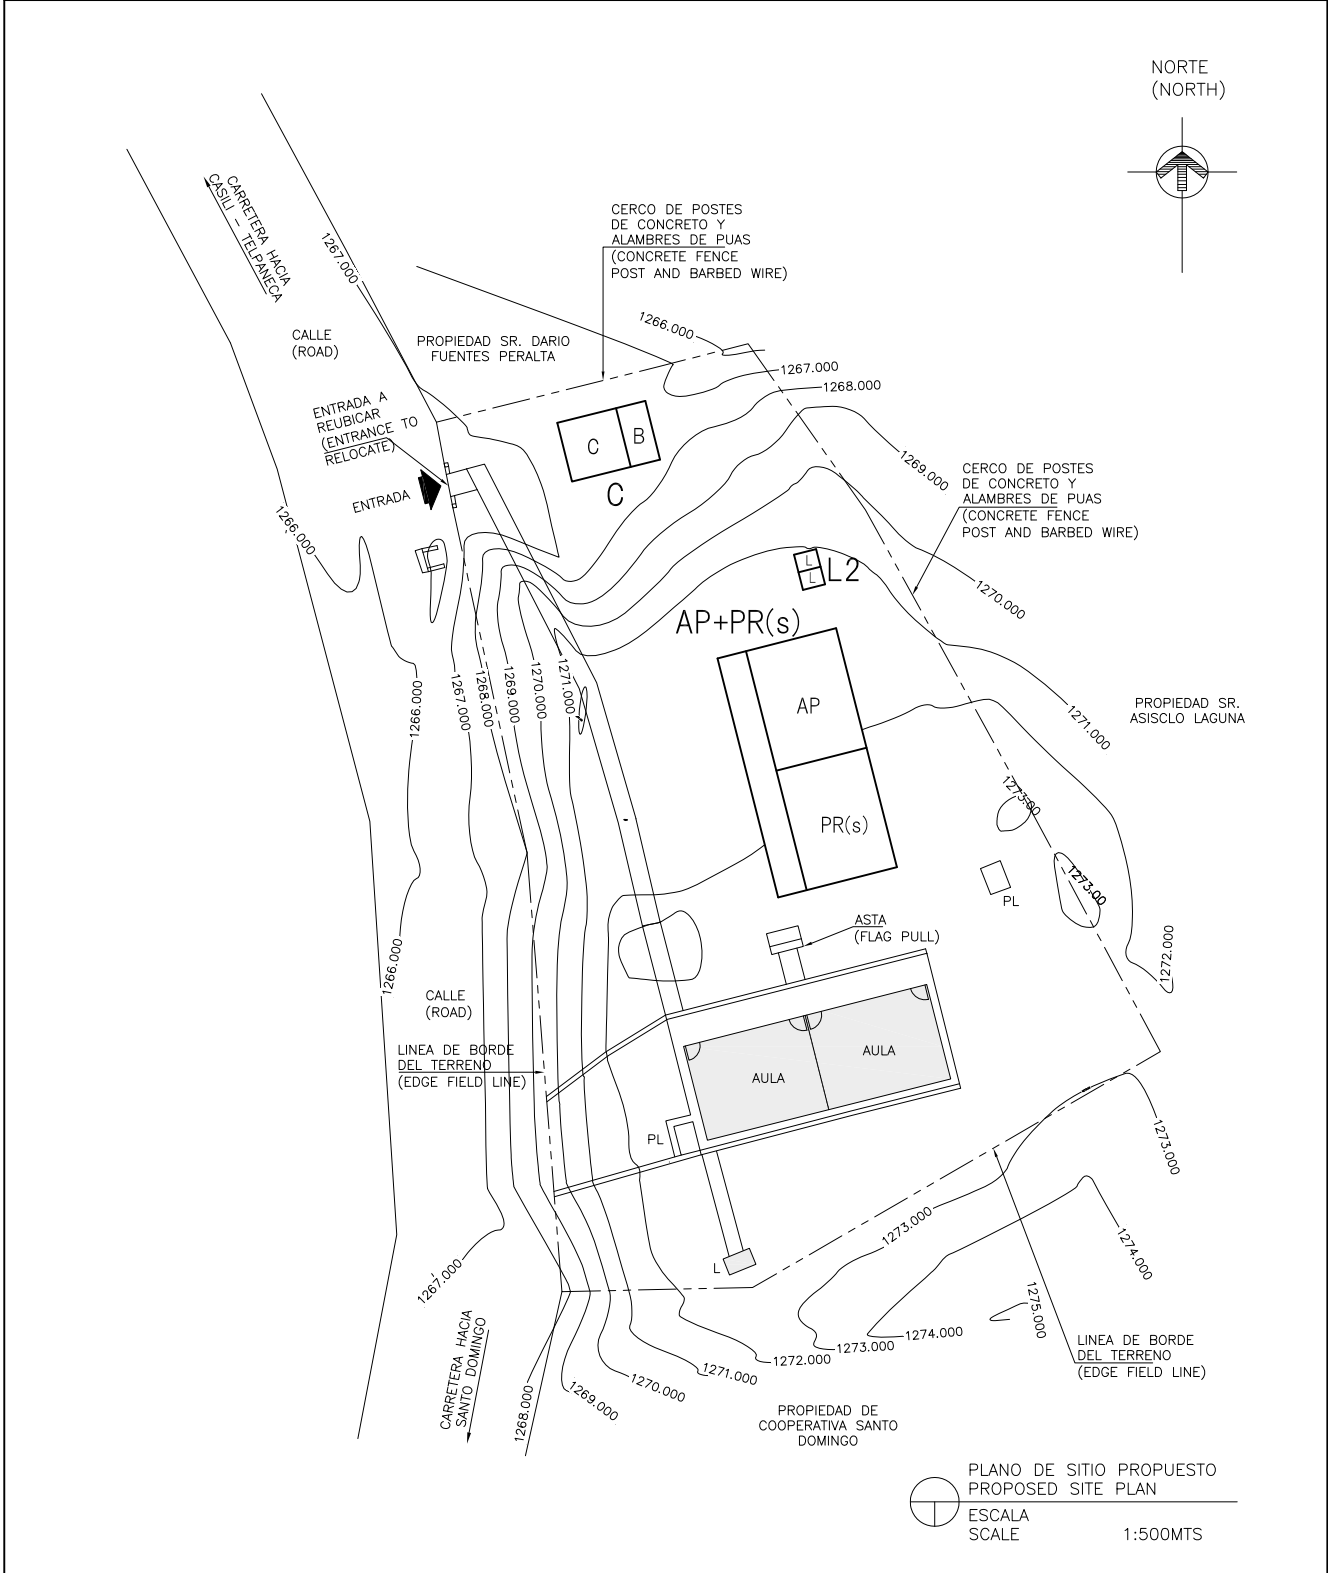 NORTE
(NORTH)
CARRETERA HACIA
CASILI - TELPANECA
1267.000
CERCO DE POSTES
DE CONCRETO Y
ALAMBRES DE PUAS
(CONCRETE FENCE
POST AND BARBED WIRE)
CALLE
(ROAD)
PROPIEDAD SR. DARIO
FUENTES PERALTA
1266.000
1267.000
1268.000
ENTRADA A
REUBICAR
(ENTRANCE TO
RELOCATE)
ENTRADA
C
B
C
1269.000
CERCO DE POSTES
DE CONCRETO Y
ALAMBRES DE PUAS
(CONCRETE FENCE
POST AND BARBED WIRE)
1266.000
L
L
L2
1270.000
AP+PR(s)
1266.000
1267.000
1268.000
1269.000
1270.000
1271.000
AP
PROPIEDAD SR.
ASISCLO LAGUNA
1271.000
1273.00
PR(s)
1273.00
PL
ASTA
(FLAG PULL)
1272.000
1266.000
CALLE
(ROAD)
LINEA DE BORDE
DEL TERRENO
(EDGE FIELD LINE)
AULA
AULA
PL
1273.000
1273.000
1274.000
L
1267.000
1275.000
CARRETERA HACIA
SANTO DOMINGO
1268.000
1269.000
1270.000
1271.000
1272.000
1273.000
1274.000
LINEA DE BORDE
DEL TERRENO
(EDGE FIELD LINE)
PROPIEDAD DE
COOPERATIVA SANTO
DOMINGO
PLANO DE SITIO PROPUESTO
PROPOSED SITE PLAN
ESCALA
SCALE 1:500MTS